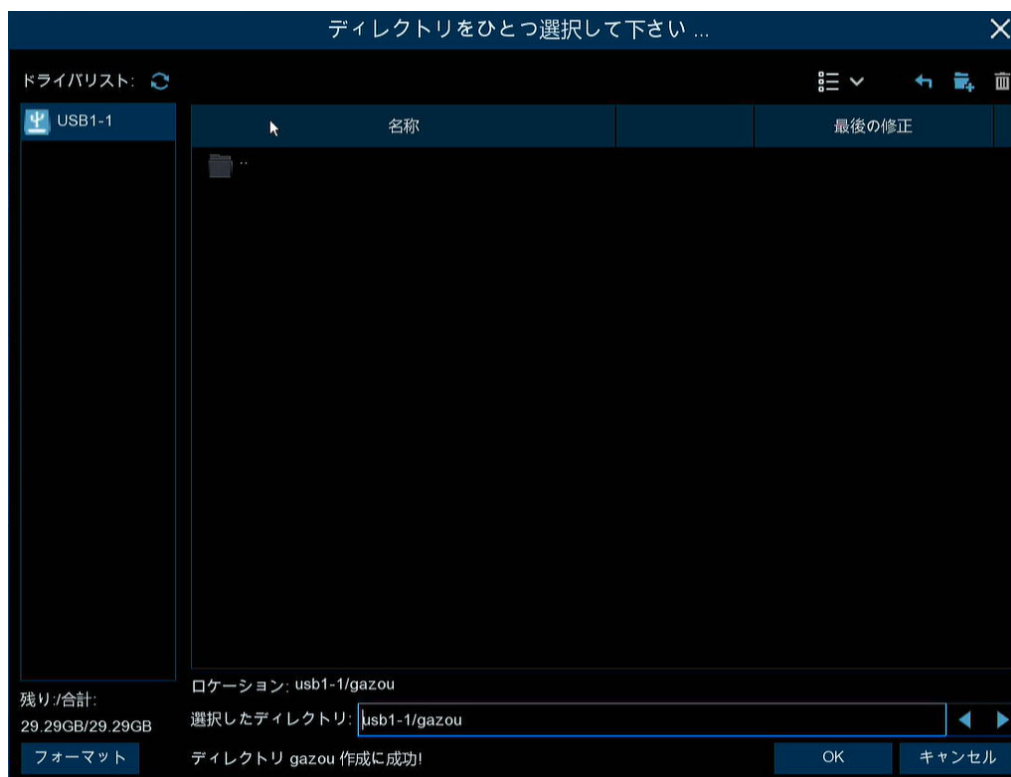 ディレクトリをひとつ選択して下さい ...
ドライバリスト:
USB1-1
名称
最後の修正
..
ロケーション: usb1-1/gazou
残り:/合計:
29.29GB/29.29GB
選択したディレクトリ: usb1-1/gazou
フォーマット
ディレクトリ gazou 作成に成功!
OK
キャンセル